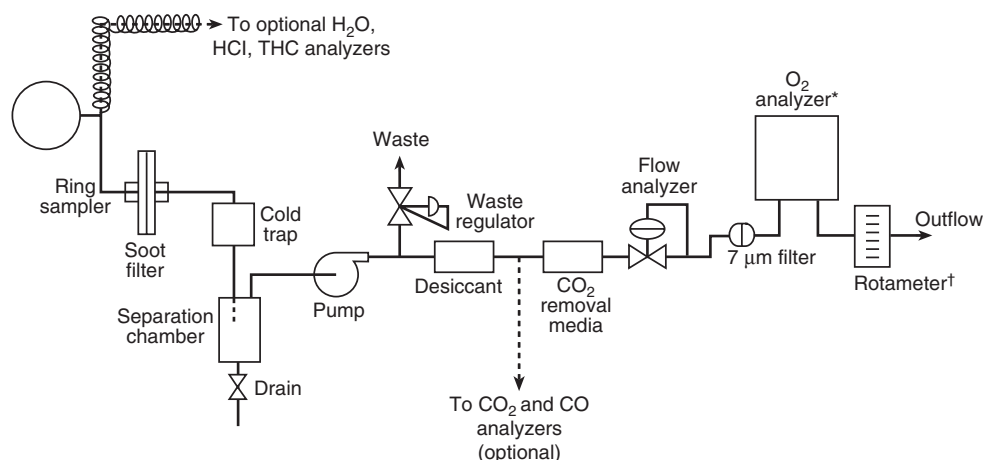 To optional H₂O,
HCl, THC analyzers
O₂
analyzer*
Waste
Flow
analyzer
Ring
sampler
Waste
regulator
Cold
trap
Outflow
Soot
filter
7 μm filter
Desiccant
CO₂
removal
media
Rotameter†
Pump
Separation
chamber
Drain
To CO₂ and CO
analyzers
(optional)